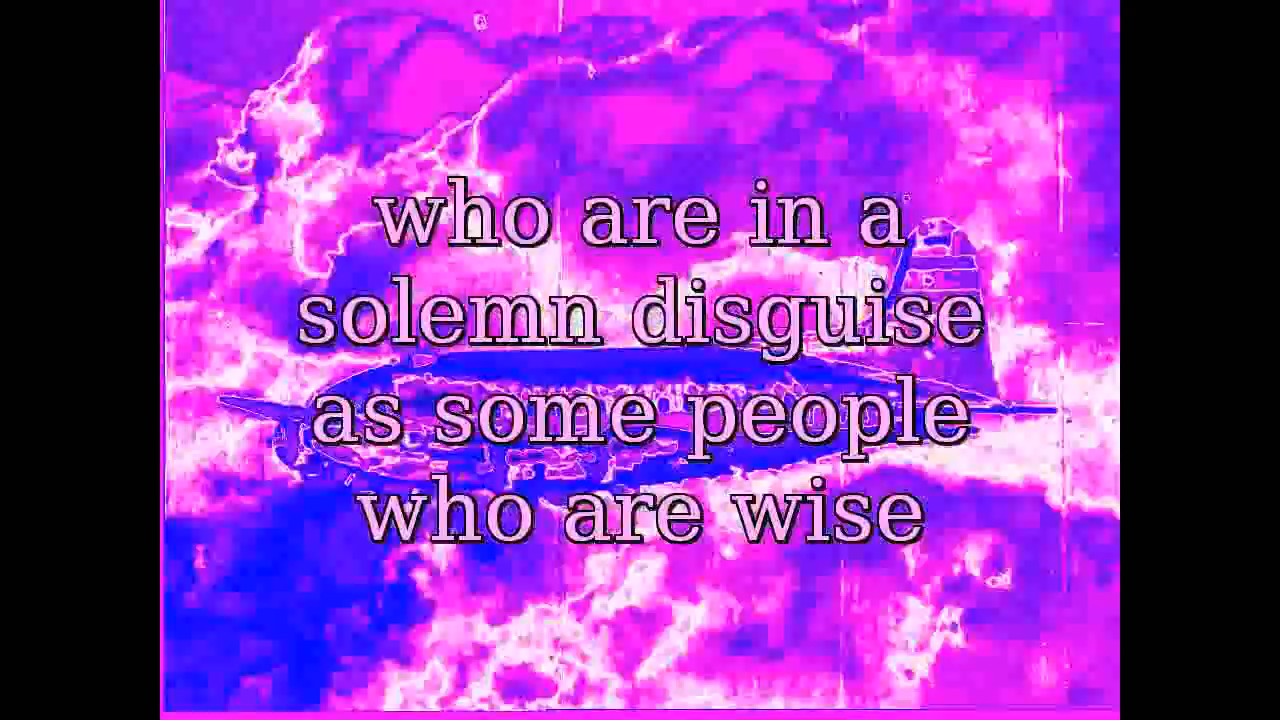 who are in a
solemn disguise
as some people
who are wise